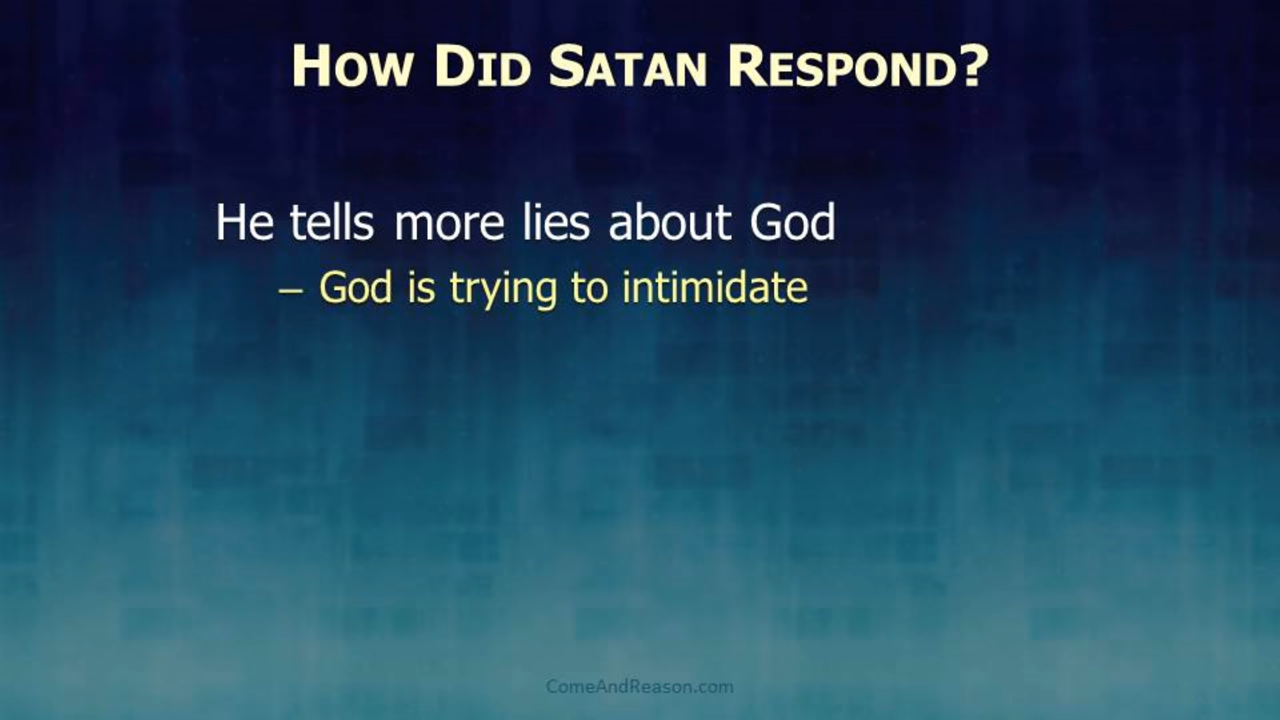 How Did Satan Respond?
He tells more lies about God
– God is trying to intimidate
ComeAndReason.com